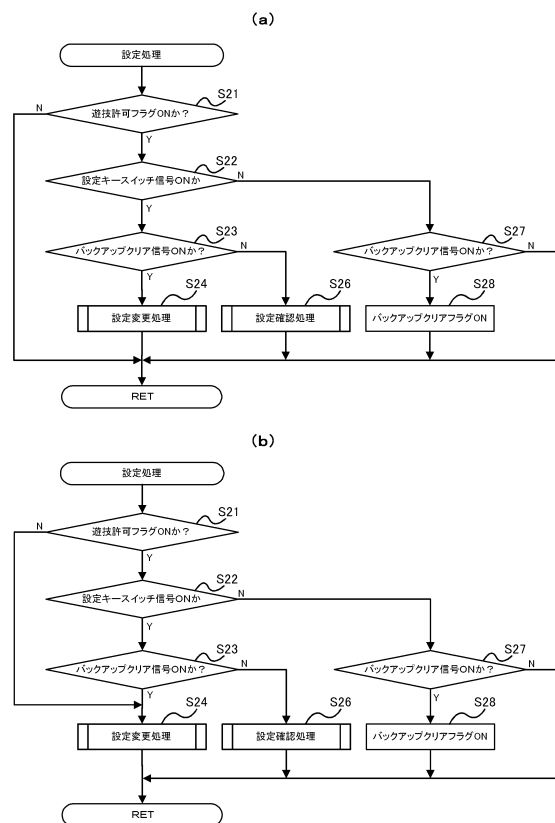 (a)
設定処理
S21
遊技許可フラグONか？
N
Y
S22
設定キースイッチ信号ONか
N
Y
S23
バックアップクリア信号ONか？
N
Y
S27
バックアップクリア信号ONか？
N
Y
S24
設定変更処理
S26
設定確認処理
S28
バックアップクリアフラグON
RET
(b)
設定処理
S21
遊技許可フラグONか？
N
Y
S22
設定キースイッチ信号ONか
N
Y
S23
バックアップクリア信号ONか？
N
Y
S27
バックアップクリア信号ONか？
N
Y
S24
設定変更処理
S26
設定確認処理
S28
バックアップクリアフラグON
RET